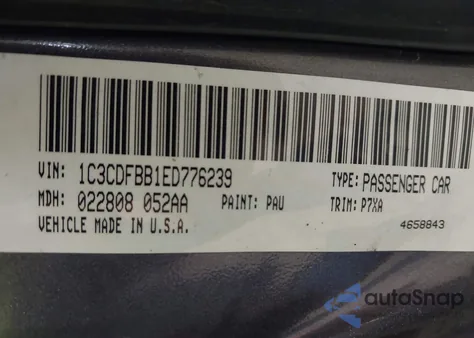 VIN: 1C3CDFBB1ED776239 TYPE: PASSENGER CAR
MDH: 022808 052AA PAINT: PAU TRIM: P7XA
VEHICLE MADE IN U.S.A. 4658843
autoSnap